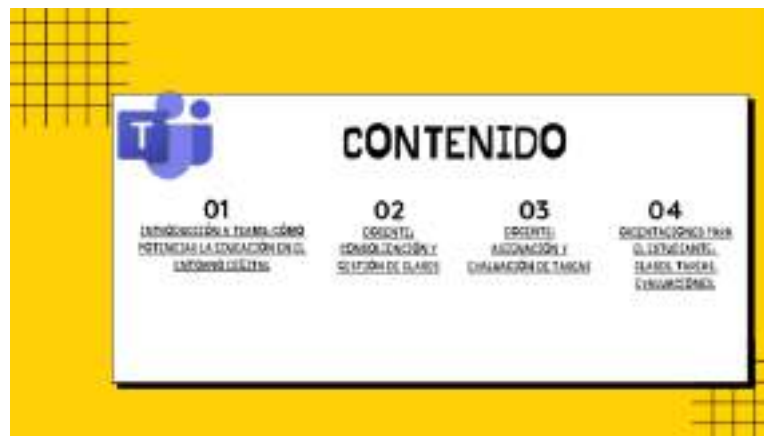 T
CONTENIDO
01
INTRODUCCIÓN A TEAMS: CÓMO
POTENCIAR LA EDUCACIÓN EN EL
ENTORNO DIGITAL
02
DOCENTE:
CONSOLIDACIÓN Y
GESTIÓN DE CLASES
03
DOCENTE:
ASIGNACIÓN Y
EVALUACIÓN DE TAREAS
04
ORIENTACIONES PARA
EL ESTUDIANTE:
CLASES, TAREAS,
EVALUACIONES.